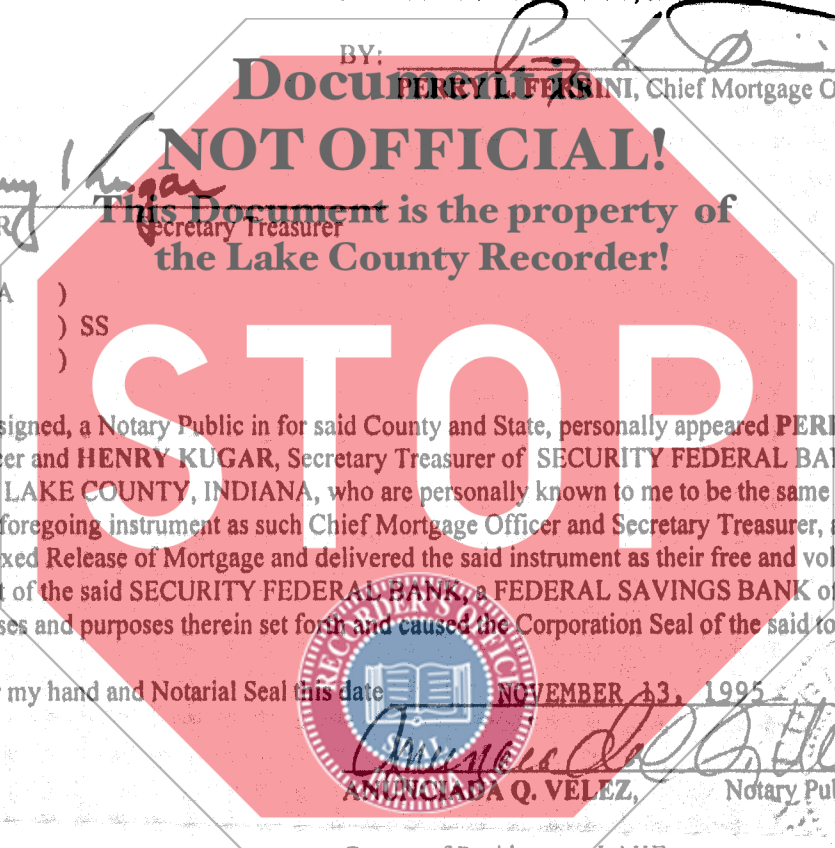 BY:
PERRY L. FERRINI, Chief Mortgage O
Document is
NOT OFFICIAL!
This Document is the property of
the Lake County Recorder!
R Secretary Treasurer
A )
) SS
)
STOP
signed, a Notary Public in for said County and State, personally appeared PERR
cer and HENRY KUGAR, Secretary Treasurer of SECURITY FEDERAL BAN
LAKE COUNTY, INDIANA, who are personally known to me to be the same
foregoing instrument as such Chief Mortgage Officer and Secretary Treasurer,
xed Release of Mortgage and delivered the said instrument as their free and vol
t of the said SECURITY FEDERAL BANK, a FEDERAL SAVINGS BANK of
ses and purposes therein set forth and caused the Corporation Seal of the said to
my hand and Notarial Seal this date NOVEMBER 13, 1995
RECORDER'S OFFICE
SEAL
INDIANA
ANUNCIADA Q. VELEZ, Notary Pub